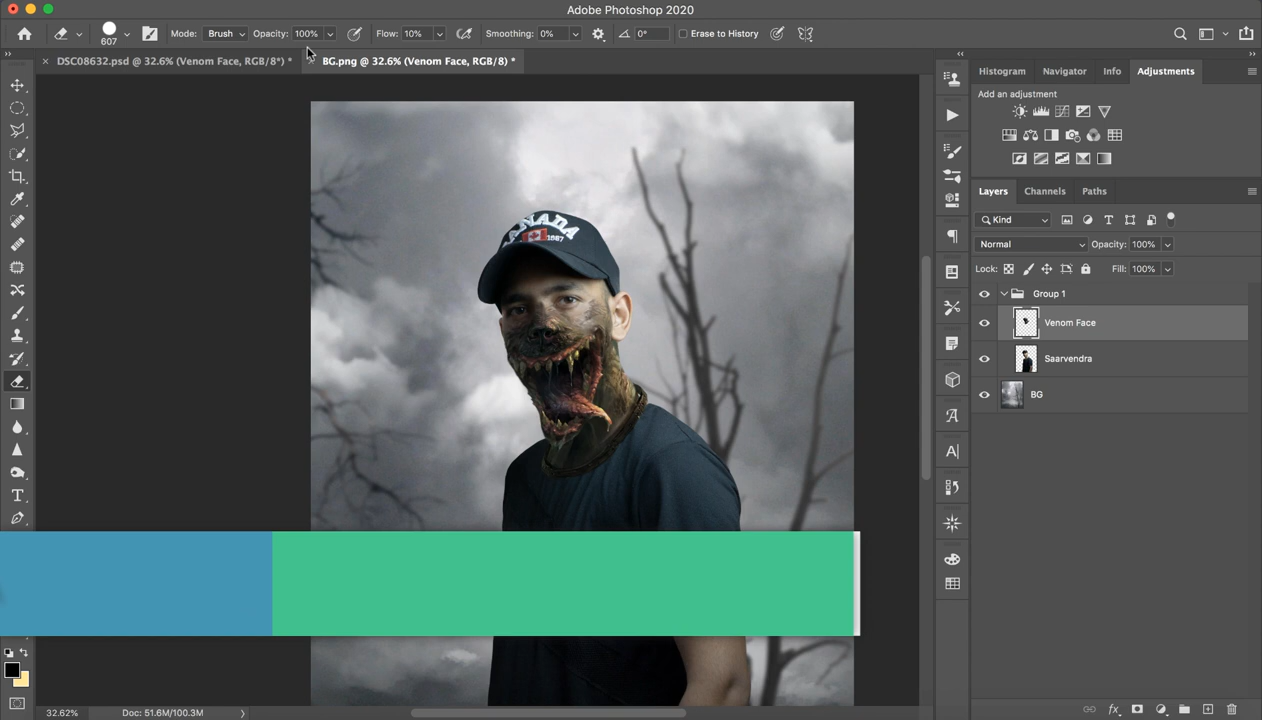 Adobe Photoshop 2020
607
Mode: Brush
Opacity: 100%
Flow: 10%
Smoothing: 0%
0°
Erase to History
DSC08632.psd @ 32.6% (Venom Face, RGB/8*) *
BG.png @ 32.6% (Venom Face, RGB/8) *
Histogram
Navigator
Info
Adjustments
Add an adjustment
Layers
Channels
Paths
Kind
Normal
Opacity: 100%
Lock:
Fill: 100%
Group 1
Venom Face
Saarvendra
BG
CANADA
1867
32.62%
Doc: 51.6M/100.3M